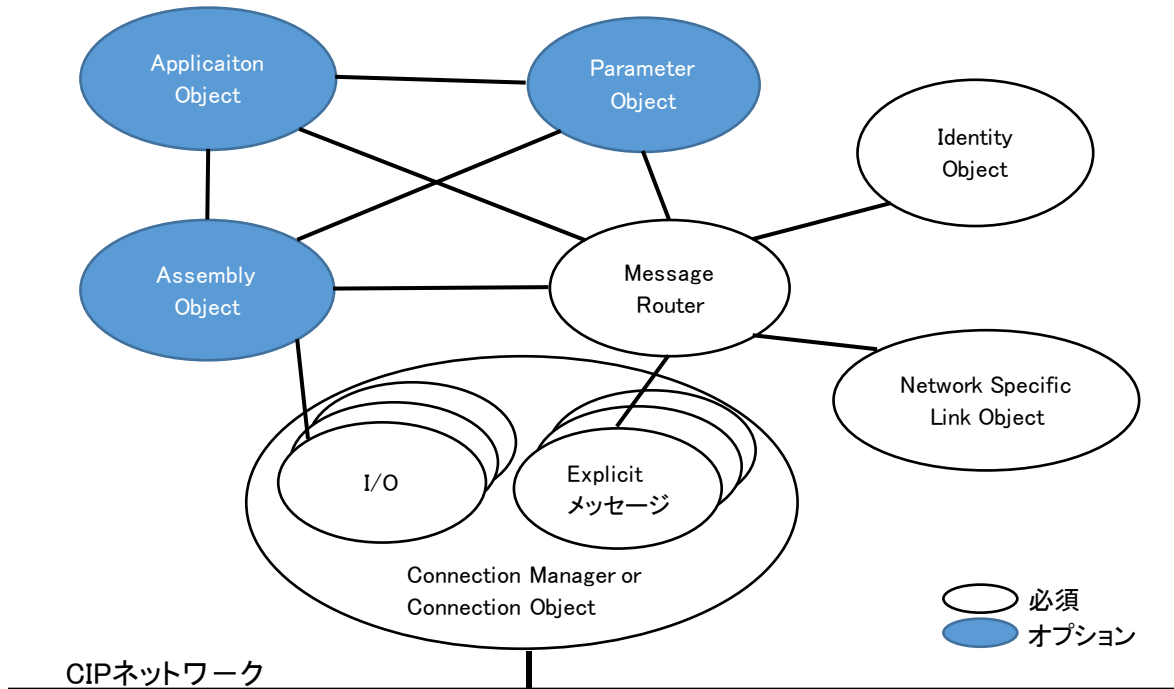 Applicaiton
Object
Parameter
Object
Identity
Object
Assembly
Object
Message
Router
Network Specific
Link Object
I/O
Explicit
メッセージ
Connection Manager or
Connection Object
必須
オプション
CIPネットワーク